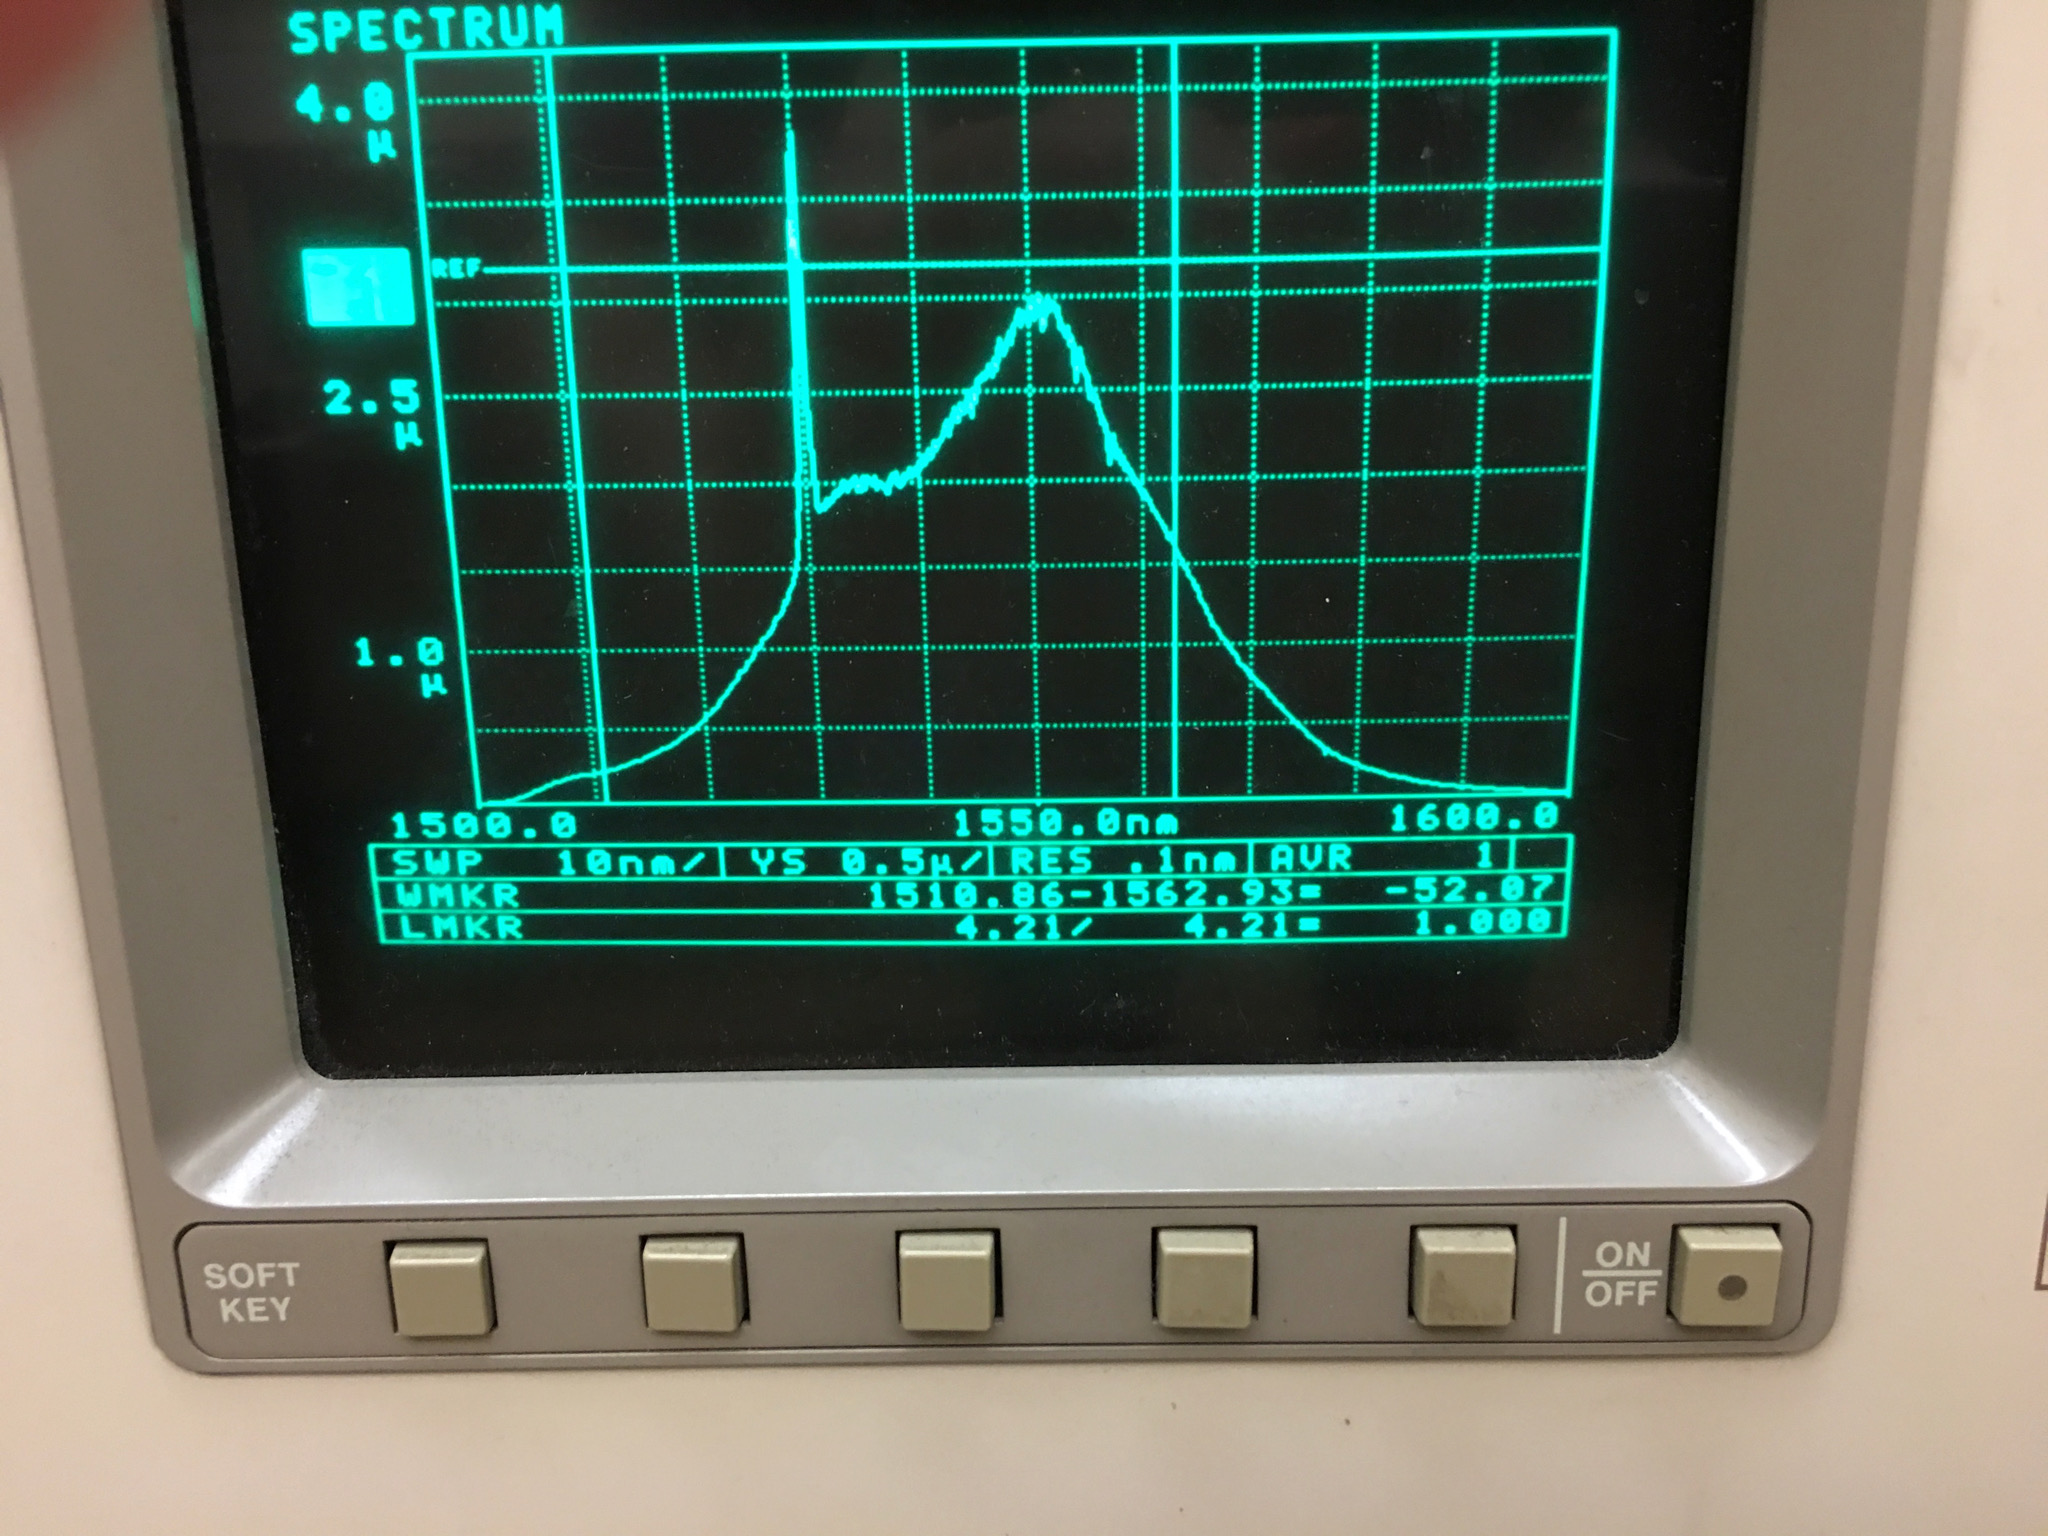 SPECTRUM
4.0
µ
REF
2.5
µ
1.0
µ
1500.0 1550.0nm 1600.0
SWP 10nm/ YS 0.5µ/ RES .1nm AVR 1
WMKR 1510.86-1562.93= -52.07
LMKR 4.21/ 4.21= 1.000
SOFT KEY
ON
OFF